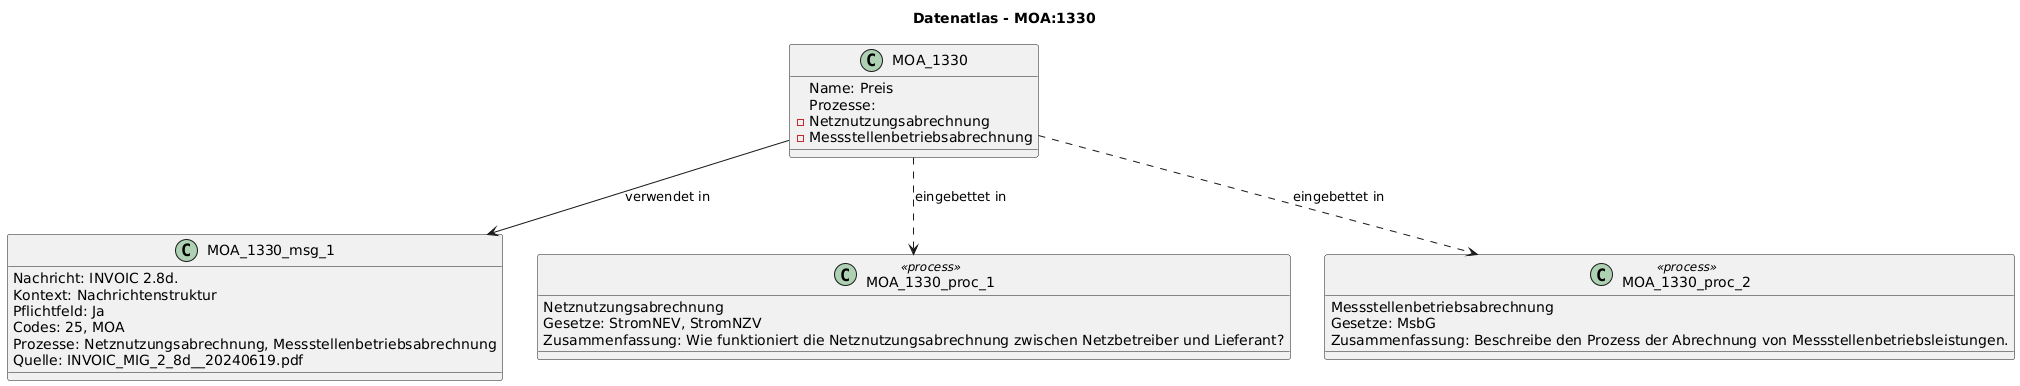 Datenatlas - MOA:1330
C MOA_1330
Name: Preis
Prozesse:
Netznutzungsabrechnung
Messstellenbetriebsabrechnung
verwendet in
eingebettet in
eingebettet in
C MOA_1330_msg_1
Nachricht: INVOIC 2.8d.
Kontext: Nachrichtenstruktur
Pflichtfeld: Ja
Codes: 25, MOA
Prozesse: Netznutzungsabrechnung, Messstellenbetriebsabrechnung
Quelle: INVOIC_MIG_2_8d__20240619.pdf
«process»
C MOA_1330_proc_1
Netznutzungsabrechnung
Gesetze: StromNEV, StromNZV
Zusammenfassung: Wie funktioniert die Netznutzungsabrechnung zwischen Netzbetreiber und Lieferant?
«process»
C MOA_1330_proc_2
Messstellenbetriebsabrechnung
Gesetze: MsbG
Zusammenfassung: Beschreibe den Prozess der Abrechnung von Messstellenbetriebsleistungen.